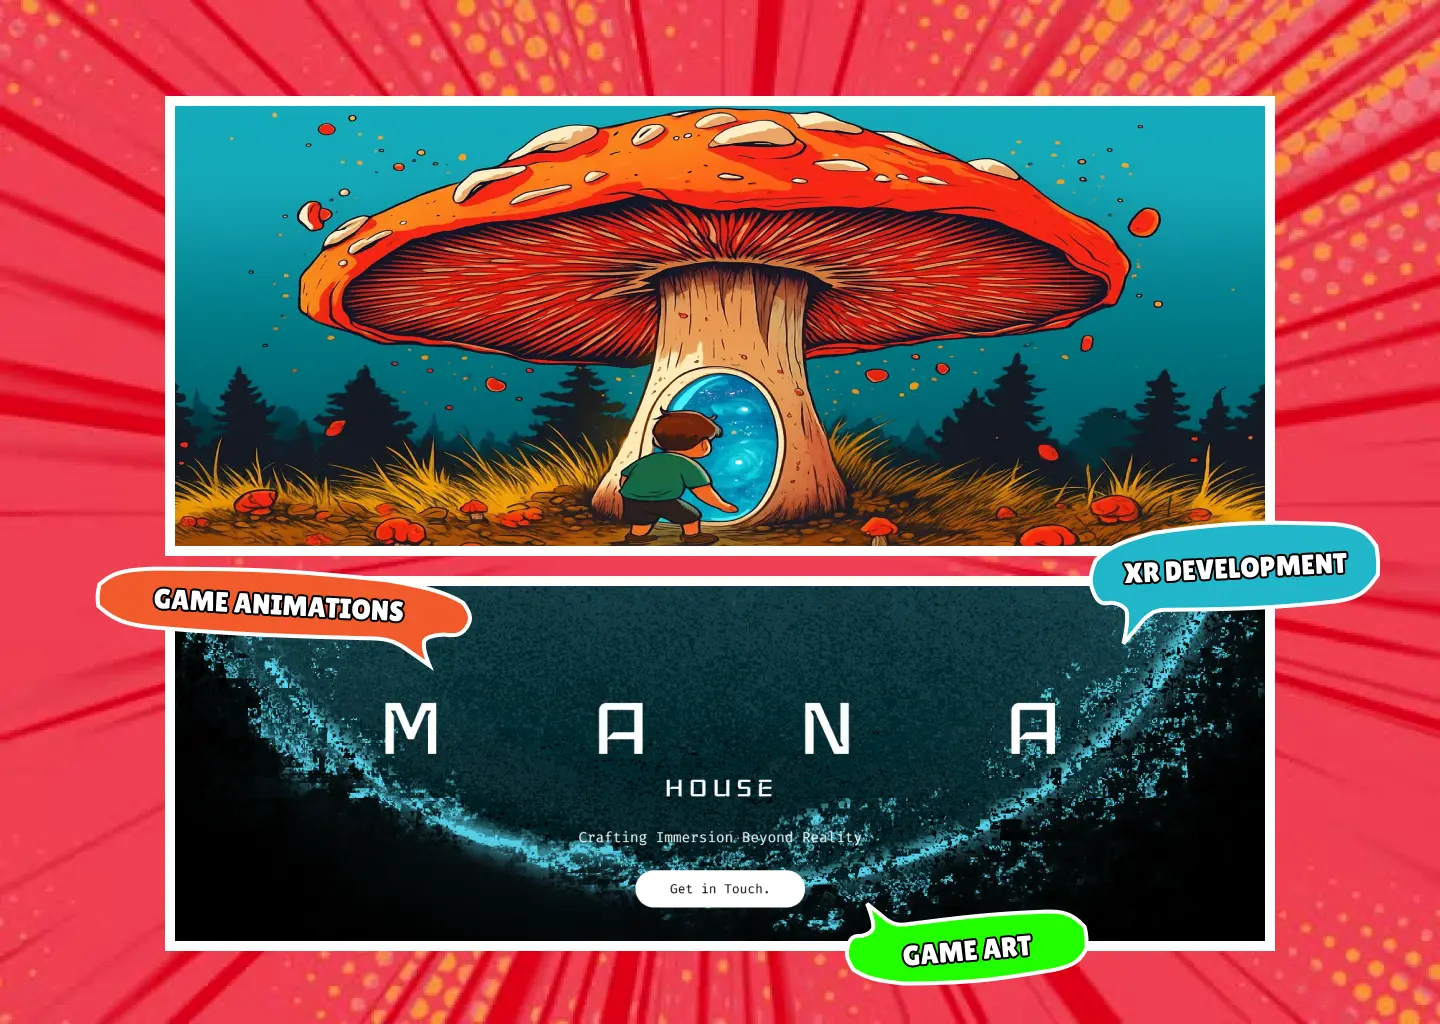 XR DEVELOPMENT
GAME ANIMATIONS
M A N A
HOUSE
Crafting Immersion Beyond Reality
Get in Touch.
GAME ART